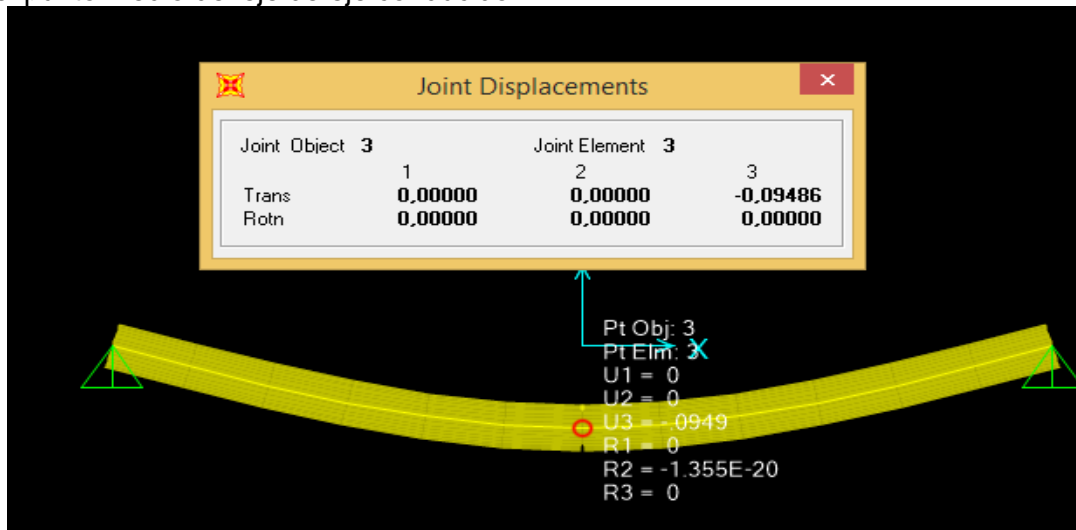 Joint Displacements
Joint Object 3 Joint Element 3
1 2 3
Trans 0,00000 0,00000 -0,09486
Rotn 0,00000 0,00000 0,00000
Pt Obj: 3
Pt Elm: 3 X
U1 = 0
U2 = 0
U3 = -.0949
R1 = 0
R2 = -1.355E-20
R3 = 0